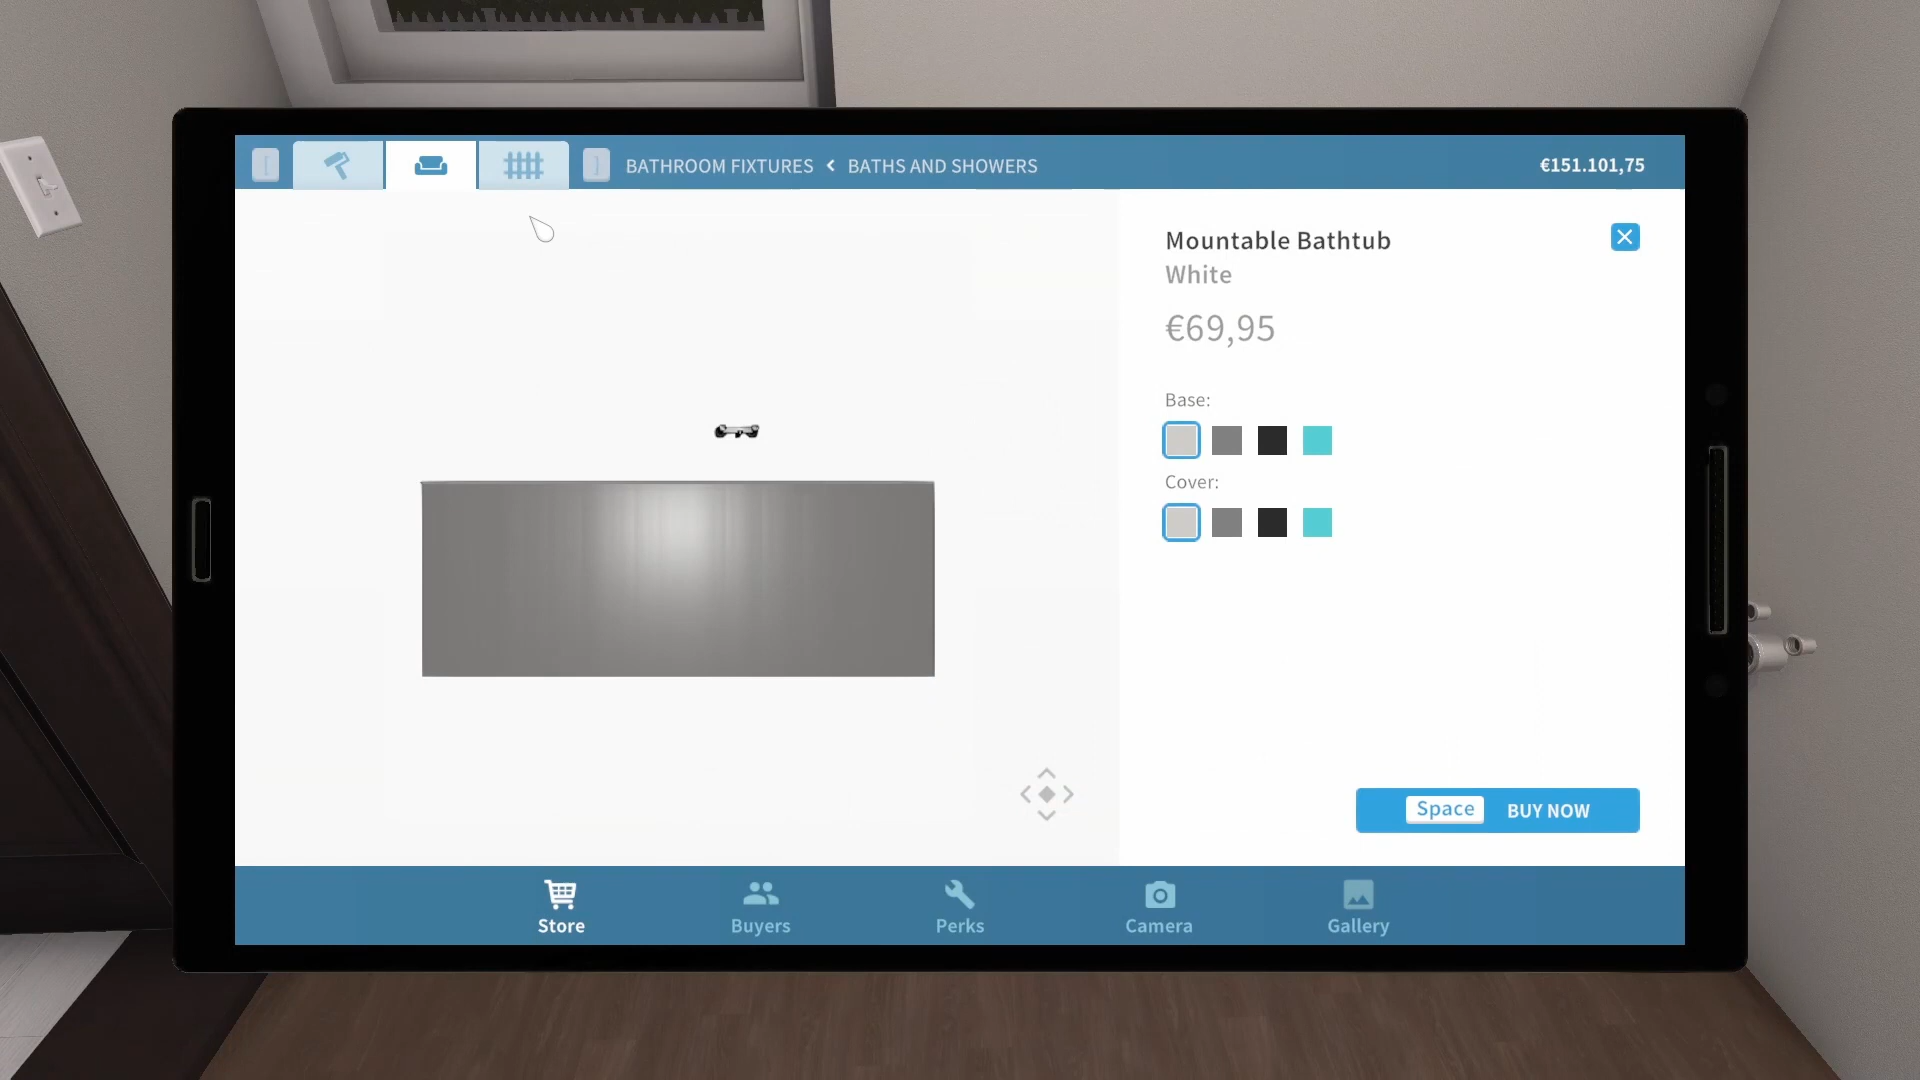 [
]
BATHROOM FIXTURES < BATHS AND SHOWERS
€151.101,75
Mountable Bathtub
White
€69,95
Base:
Cover:
Space BUY NOW
Store
Buyers
Perks
Camera
Gallery